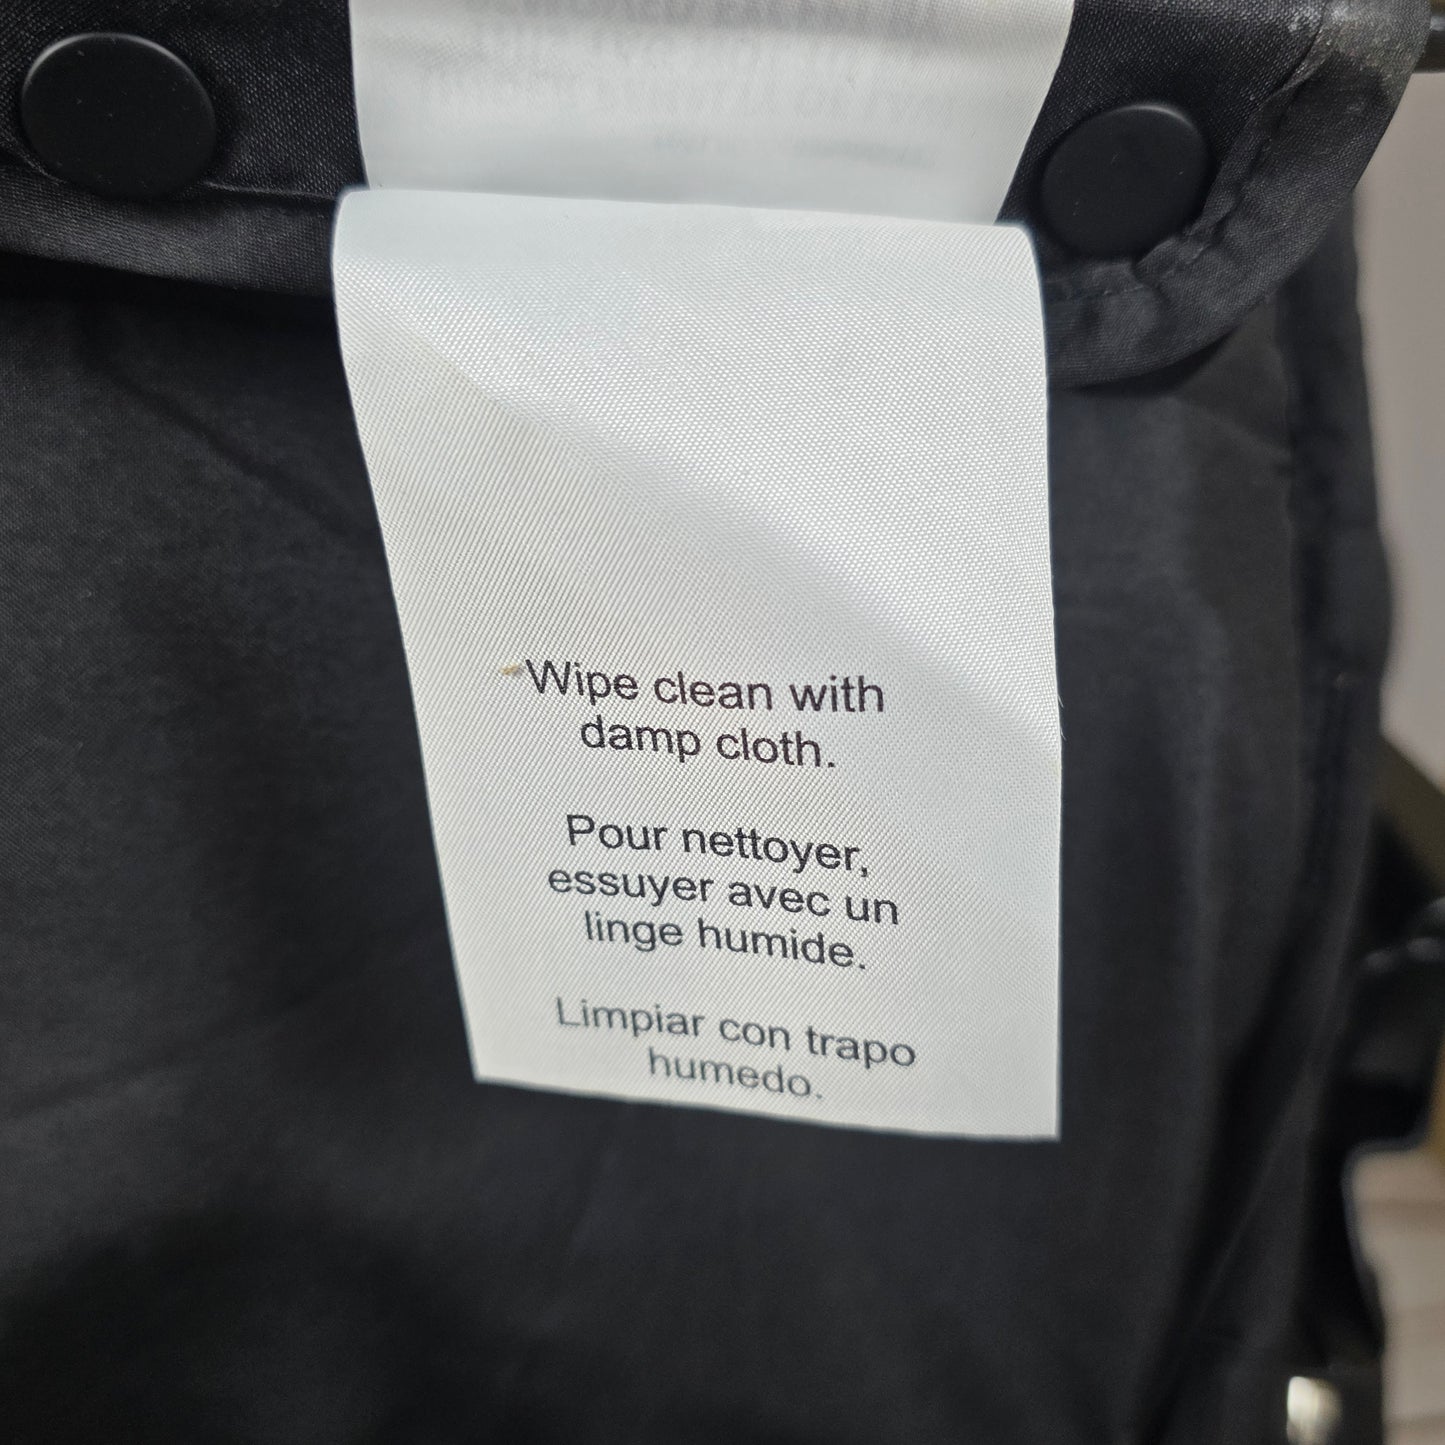 Wipe clean with
damp cloth.
Pour nettoyer,
essuyer avec un
linge humide.
Limpiar con trapo
humedo.